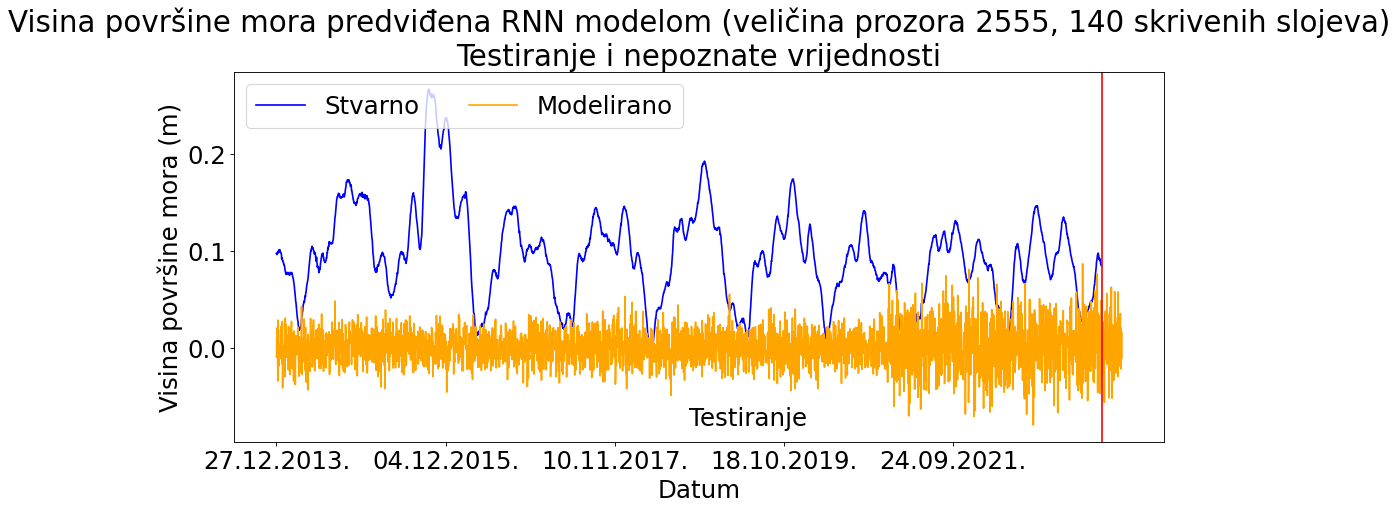 Visina površine mora predviđena RNN modelom (veličina prozora 2555, 140 skrivenih slojeva)
Testiranje i nepoznate vrijednosti
Stvarno
Modelirano
Visina površine mora (m)
0.2
0.1
0.0
Testiranje
27.12.2013.
04.12.2015.
10.11.2017.
18.10.2019.
24.09.2021.
Datum